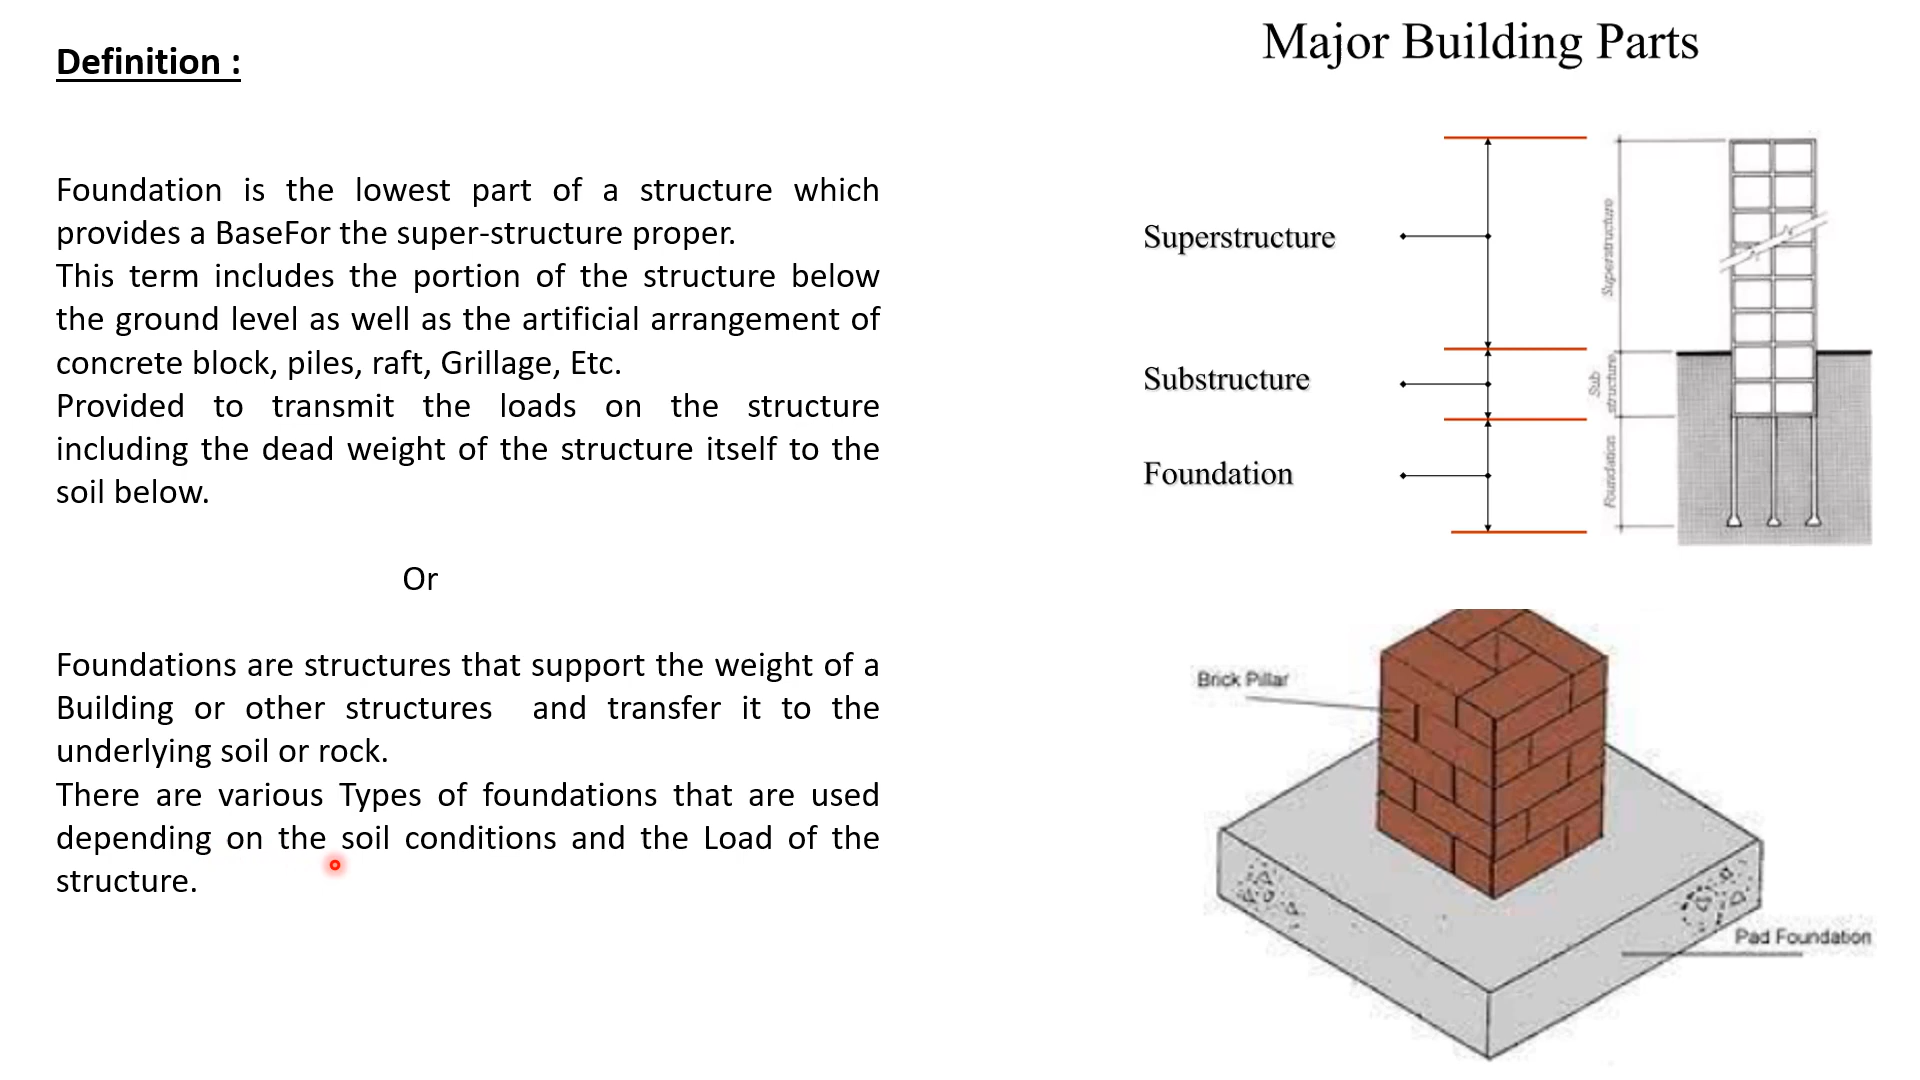 Definition :
Foundation is the lowest part of a structure which
provides a BaseFor the super-structure proper.
This term includes the portion of the structure below
the ground level as well as the artificial arrangement of
concrete block, piles, raft, Grillage, Etc.
Provided to transmit the loads on the structure
including the dead weight of the structure itself to the
soil below.
Or
Foundations are structures that support the weight of a
Building or other structures and transfer it to the
underlying soil or rock.
There are various Types of foundations that are used
depending on the soil conditions and the Load of the
structure.
Major Building Parts
Superstructure
Substructure
Foundation
Superstructure
Sub
structure
Foundation
Brick Pillar
Pad Foundation